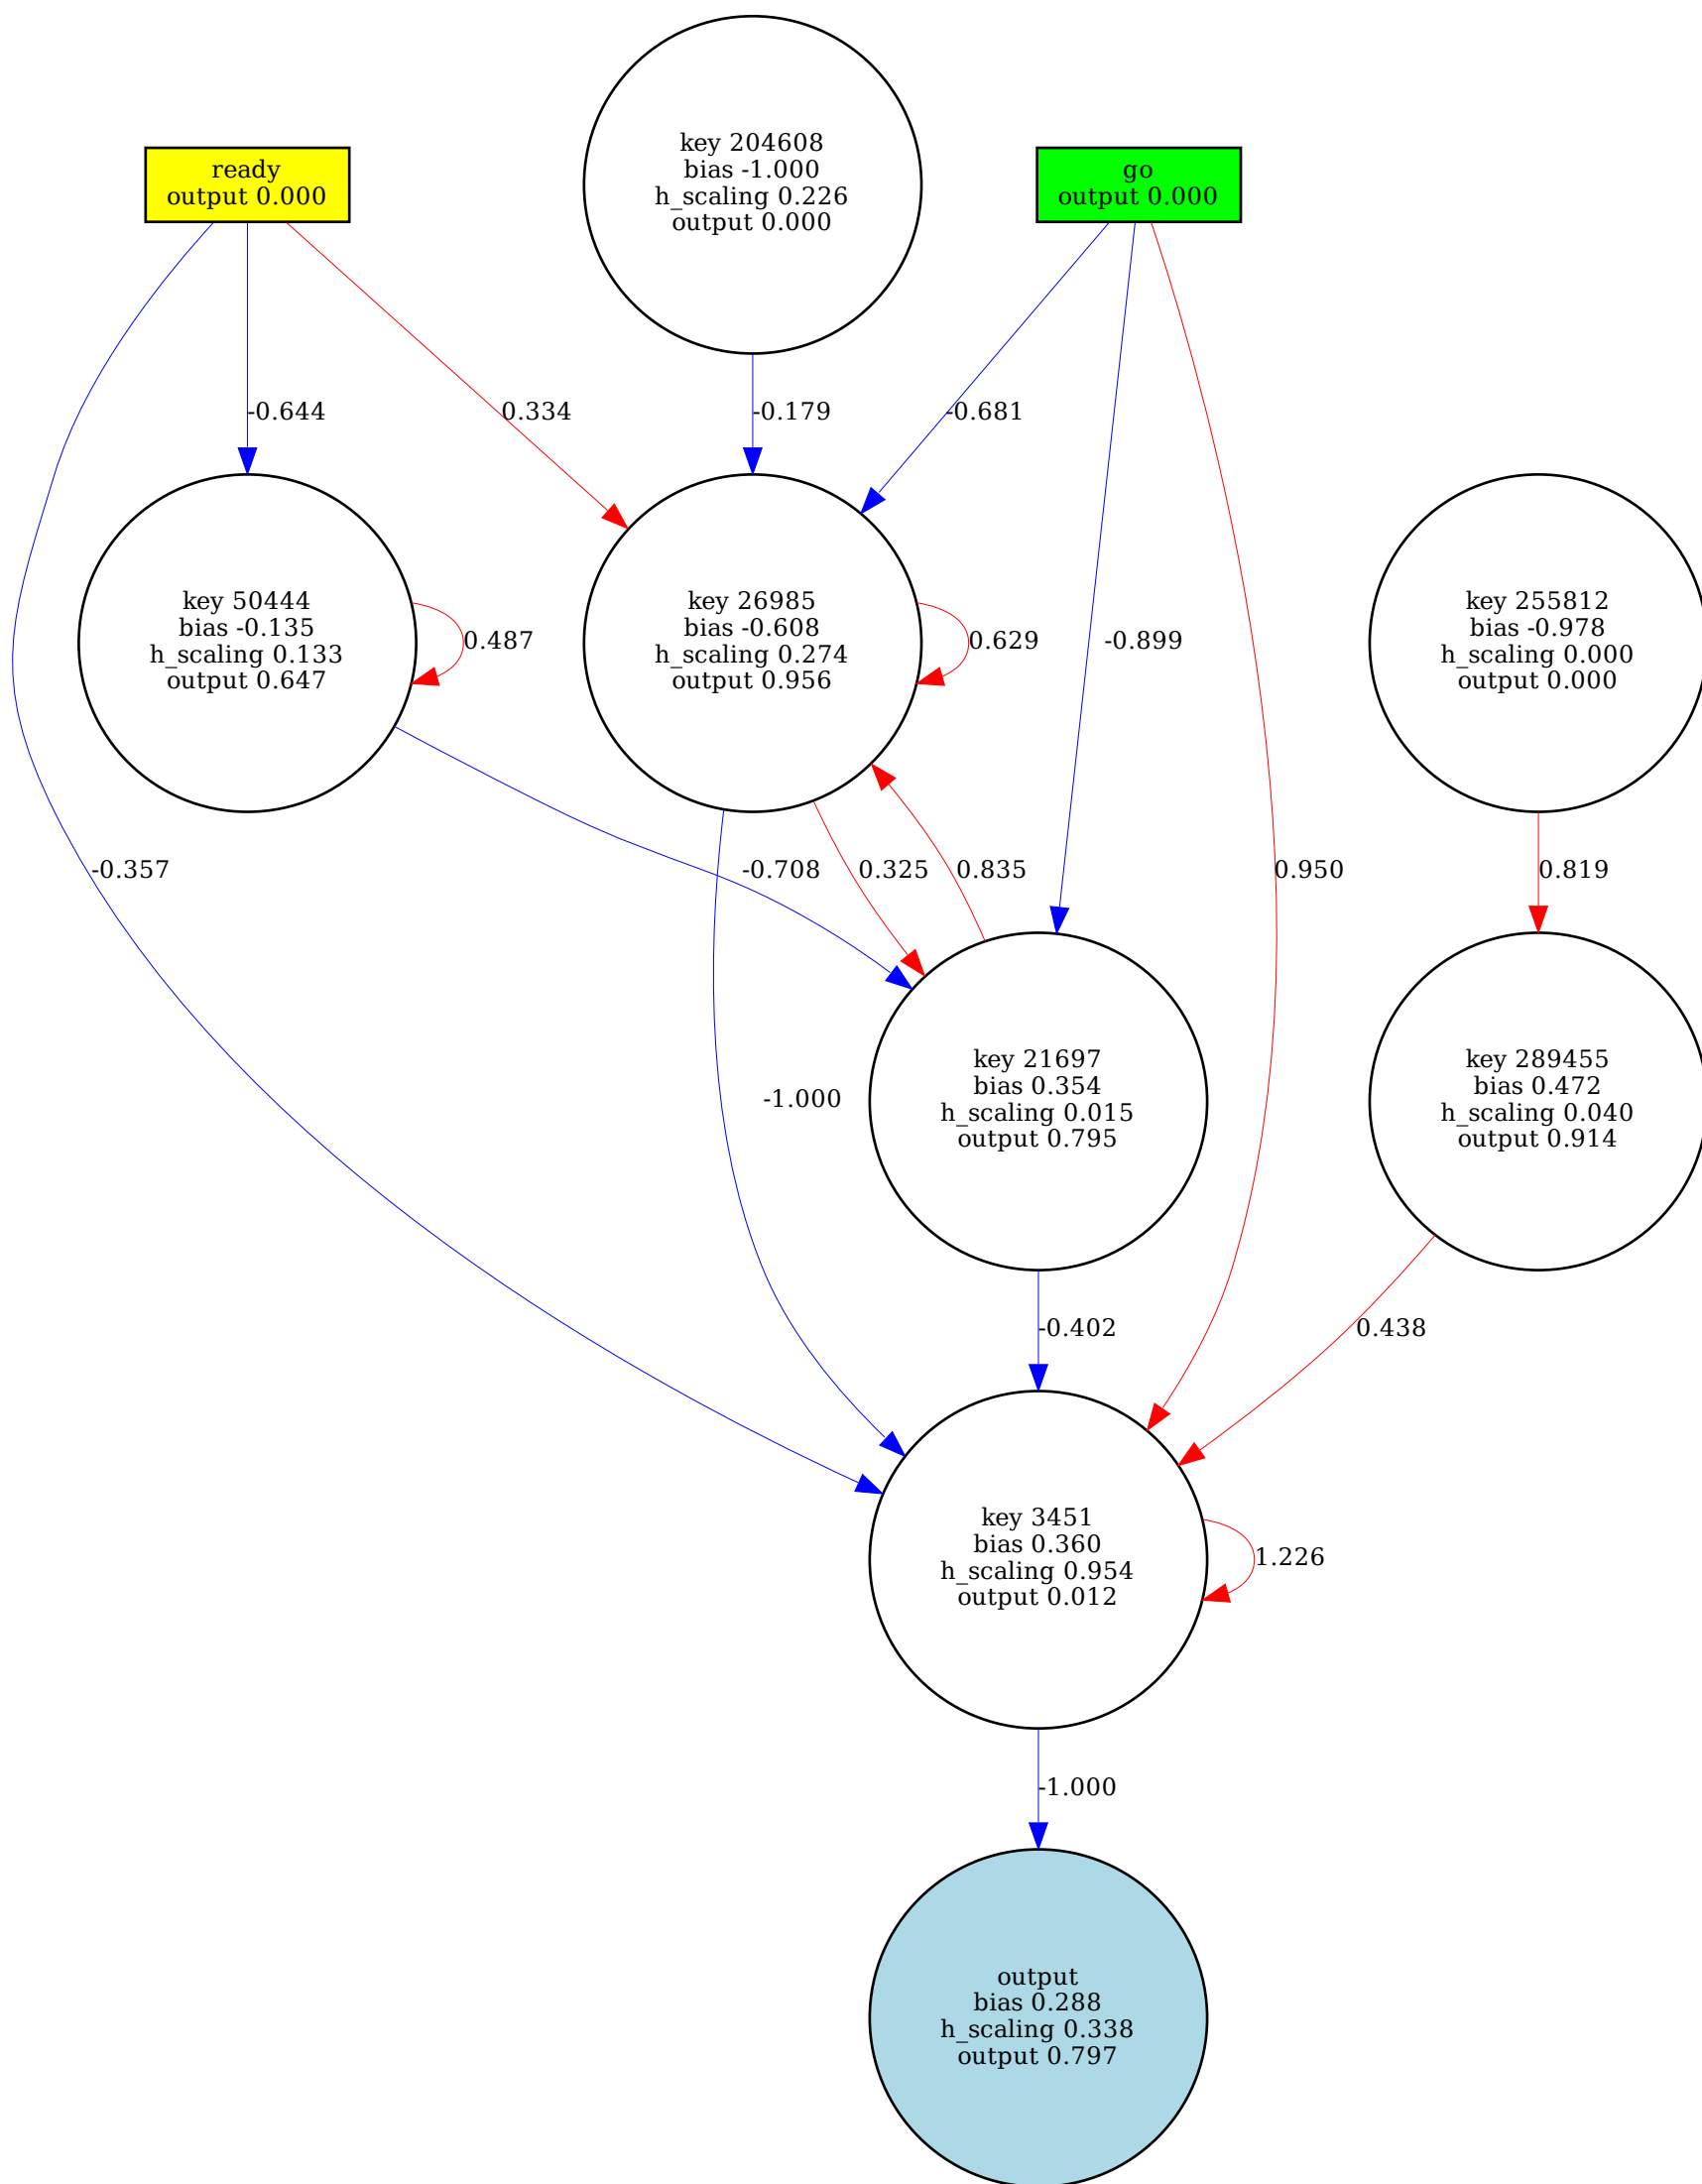 key 204608
bias -1.000
h_scaling 0.226
output 0.000
ready
output 0.000
go
output 0.000
-0.644
0.334
-0.179
-0.681
key 50444
bias -0.135
h_scaling 0.133
output 0.647
0.487
key 26985
bias -0.608
h_scaling 0.274
output 0.956
0.629
-0.899
key 255812
bias -0.978
h_scaling 0.000
output 0.000
-0.357
-0.708
0.325
0.835
0.950
0.819
-1.000
key 21697
bias 0.354
h_scaling 0.015
output 0.795
key 289455
bias 0.472
h_scaling 0.040
output 0.914
-0.402
0.438
key 3451
bias 0.360
h_scaling 0.954
output 0.012
1.226
-1.000
output
bias 0.288
h_scaling 0.338
output 0.797